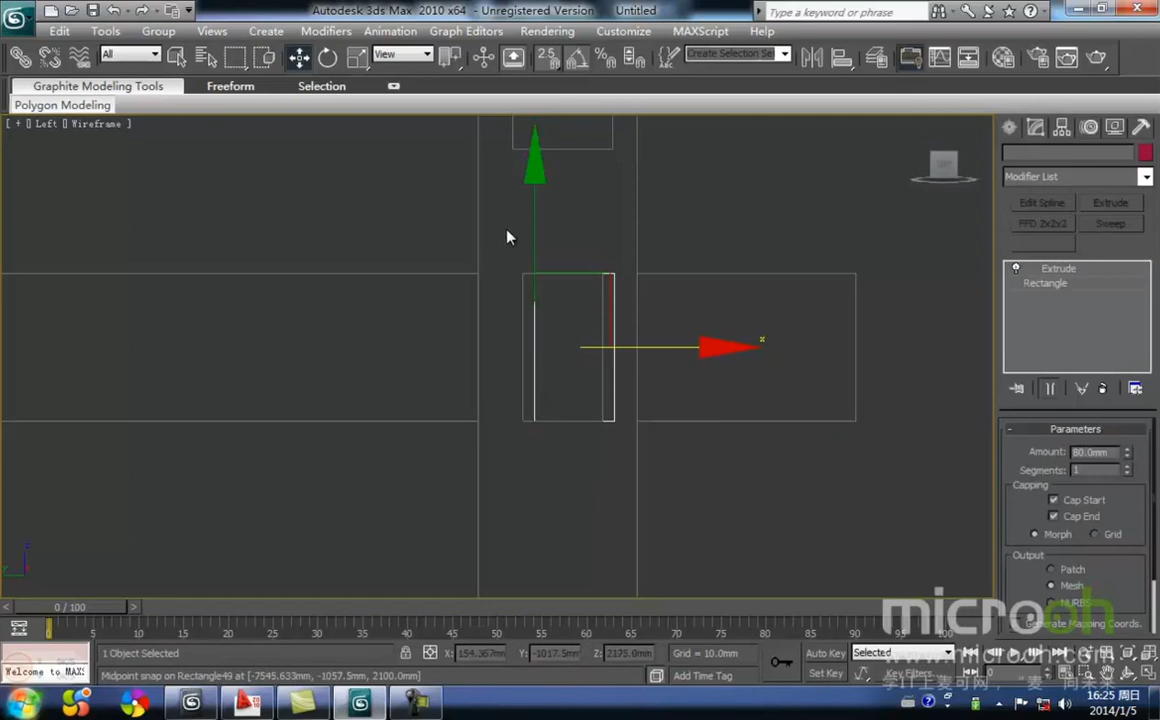 Autodesk 3ds Max 2010 x64 - Unregistered Version Untitled
Type a keyword or phrase
Edit Tools Group Views Create Modifiers Animation Graph Editors Rendering Customize MAXScript Help
All View 2.5 Create Selection Se
Graphite Modeling Tools Freeform Selection
Polygon Modeling
[ + [] Left [] Wireframe ]
x
Modifier List
Edit Spline Extrude
FFD 2x2x2 Sweep
Extrude
Rectangle
- Parameters
Amount: 80.0mm
Segments: 1
Capping
Cap Start
Cap End
Morph Grid
Output
Patch
Mesh
NURBS
Generate Mapping Coords.
microoh
www.microoh.com
z
y
< 0 / 100 >
0 5 10 15 20 25 30 35 40 45 50 55 60 65 70 75 80 85 90 95 100
1 Object Selected X: 154.367mm Y: -1017.5mm Z: 2175.0mm Grid = 10.0mm Auto Key Selected
Welcome to MAX: Midpoint snap on Rectangle49 at [-7545.633mm, -1057.5mm, 2100.0mm] Add Time Tag Set Key Key Filters... 0
16:25 周日
2014/1/5